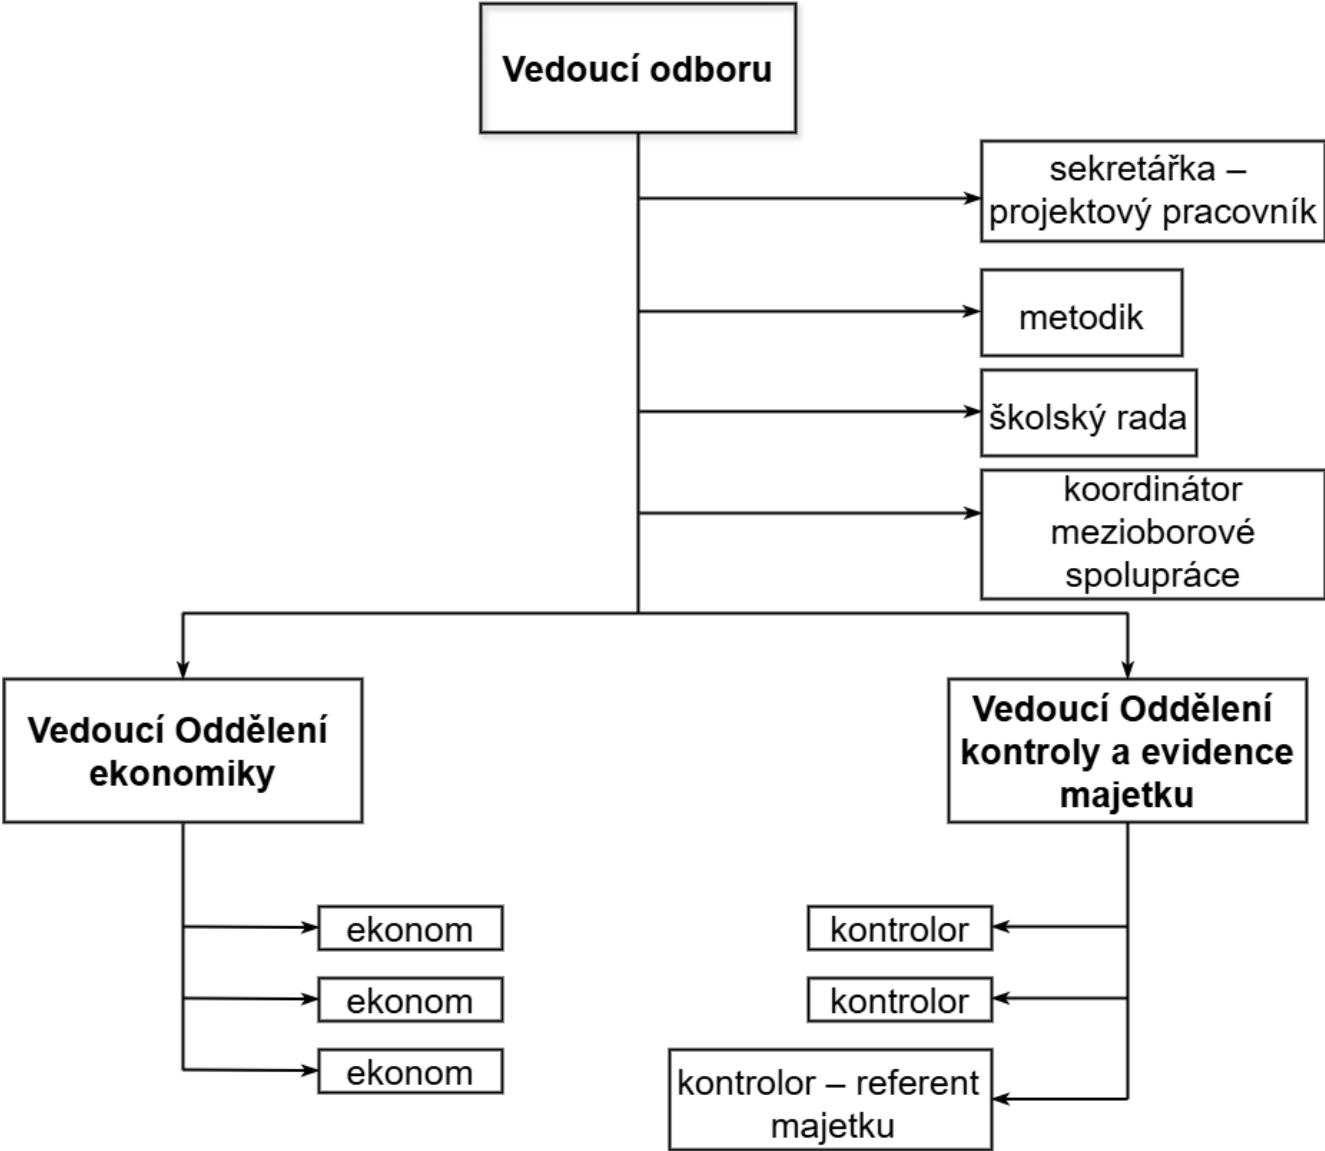 Vedoucí odboru
sekretářka –
projektový pracovník
metodik
školský rada
koordinátor
mezioborové
spolupráce
Vedoucí Oddělení
ekonomiky
Vedoucí Oddělení
kontroly a evidence
majetku
ekonom
ekonom
ekonom
kontrolor
kontrolor
kontrolor – referent
majetku